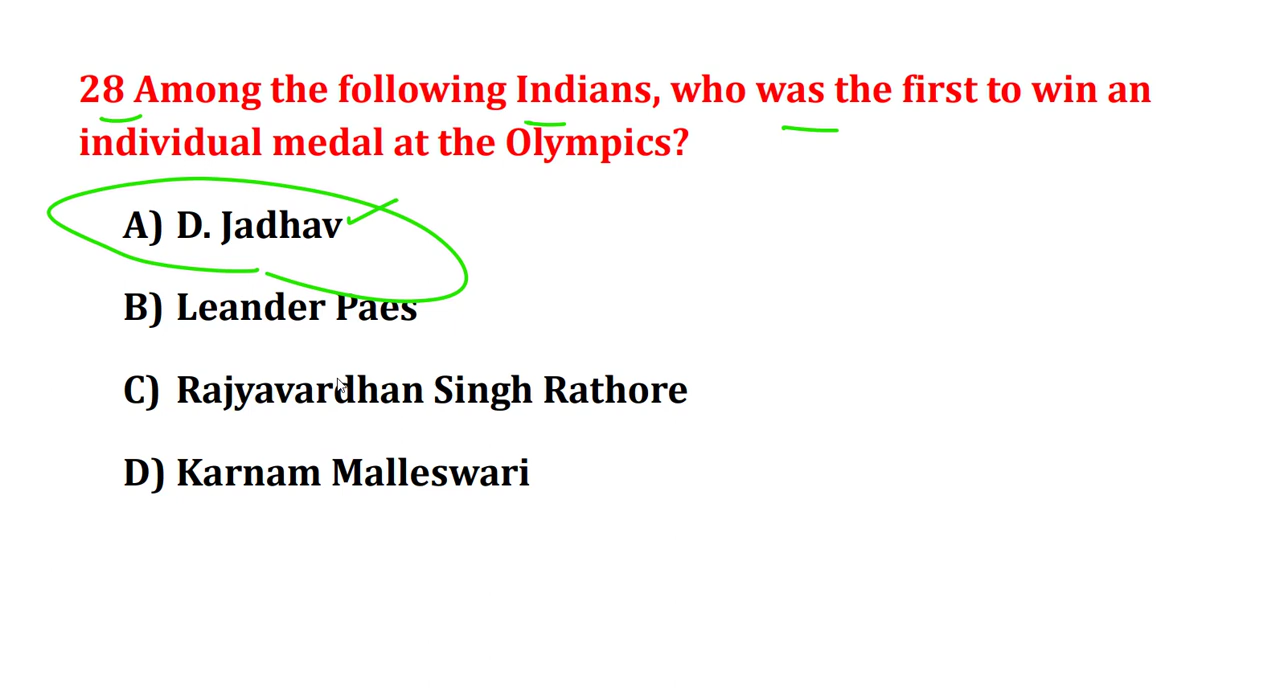 28 Among the following Indians, who was the first to win an
individual medal at the Olympics?
A) D. Jadhav
B) Leander Paes
C) Rajyavardhan Singh Rathore
D) Karnam Malleswari